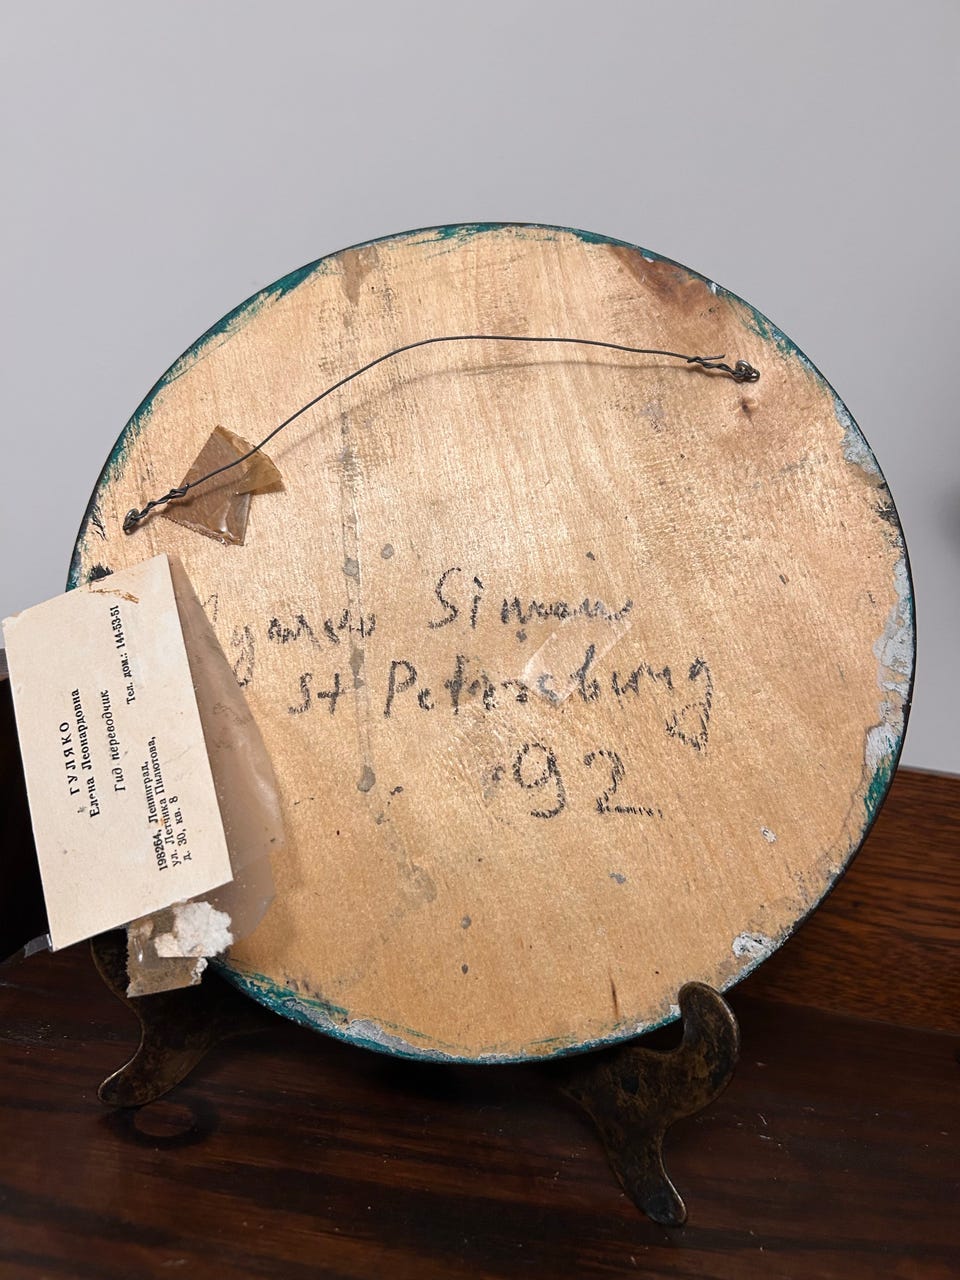 ГУЛЯКО
Елена Леонардовна
Гид переводчик
Тел. дом.: 144-53-51
198264, Ленинград,
ул. Летчика Пилютова,
д. 30, кв. 8
St Petersburg
92